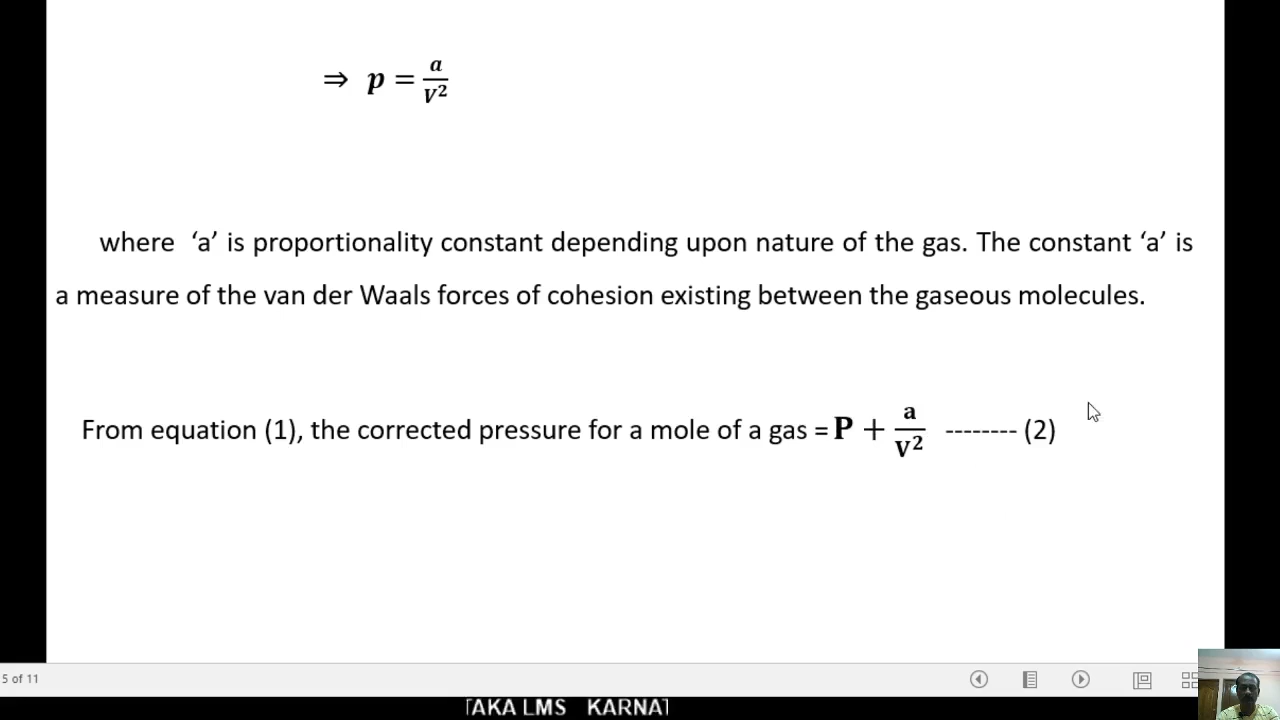 ⇒ p = a/V²
where ‘a’ is proportionality constant depending upon nature of the gas. The constant ‘a’ is
a measure of the van der Waals forces of cohesion existing between the gaseous molecules.
From equation (1), the corrected pressure for a mole of a gas = P + a/V² -------- (2)
5 of 11
TAKA LMS KARNAT